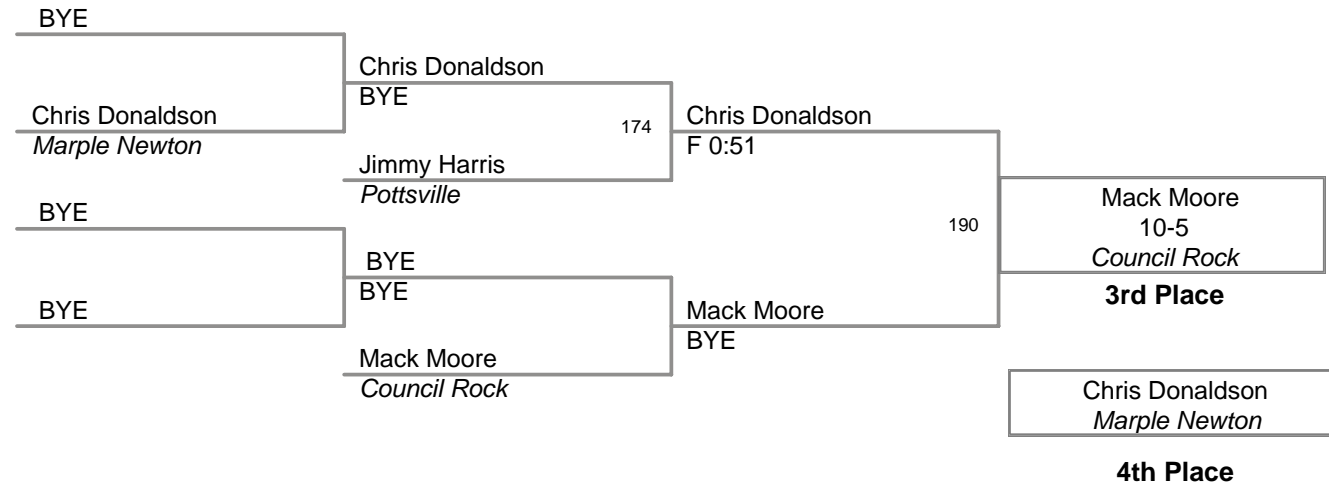 BYE
Chris Donaldson
BYE
Chris Donaldson
Marple Newton
174
Chris Donaldson
F 0:51
Jimmy Harris
Pottsville
BYE
190
Mack Moore
10-5
Council Rock
3rd Place
BYE
BYE
BYE
Mack Moore
BYE
Mack Moore
Council Rock
Chris Donaldson
Marple Newton
4th Place